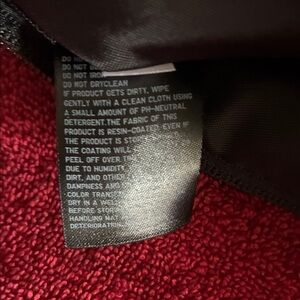 DO NOT
DO NOT
DO NOT IRON
DO NOT DRYCLEAN
IF PRODUCT GETS DIRTY, WIPE
GENTLY WITH A CLEAN CLOTH USING
A SMALL AMOUNT OF PH-NEUTRAL
DETERGENT.THE FABRIC OF THIS
PRODUCT IS RESIN-COATED. EVEN IF
THE PRODUCT IS
THE COATING WILL
PEEL OFF OVER
DUE TO HUMIDITY
DIRT, AND OTHER
DAMPNESS AND
COLOR
DRY IN A
BEFORE
HANDLING